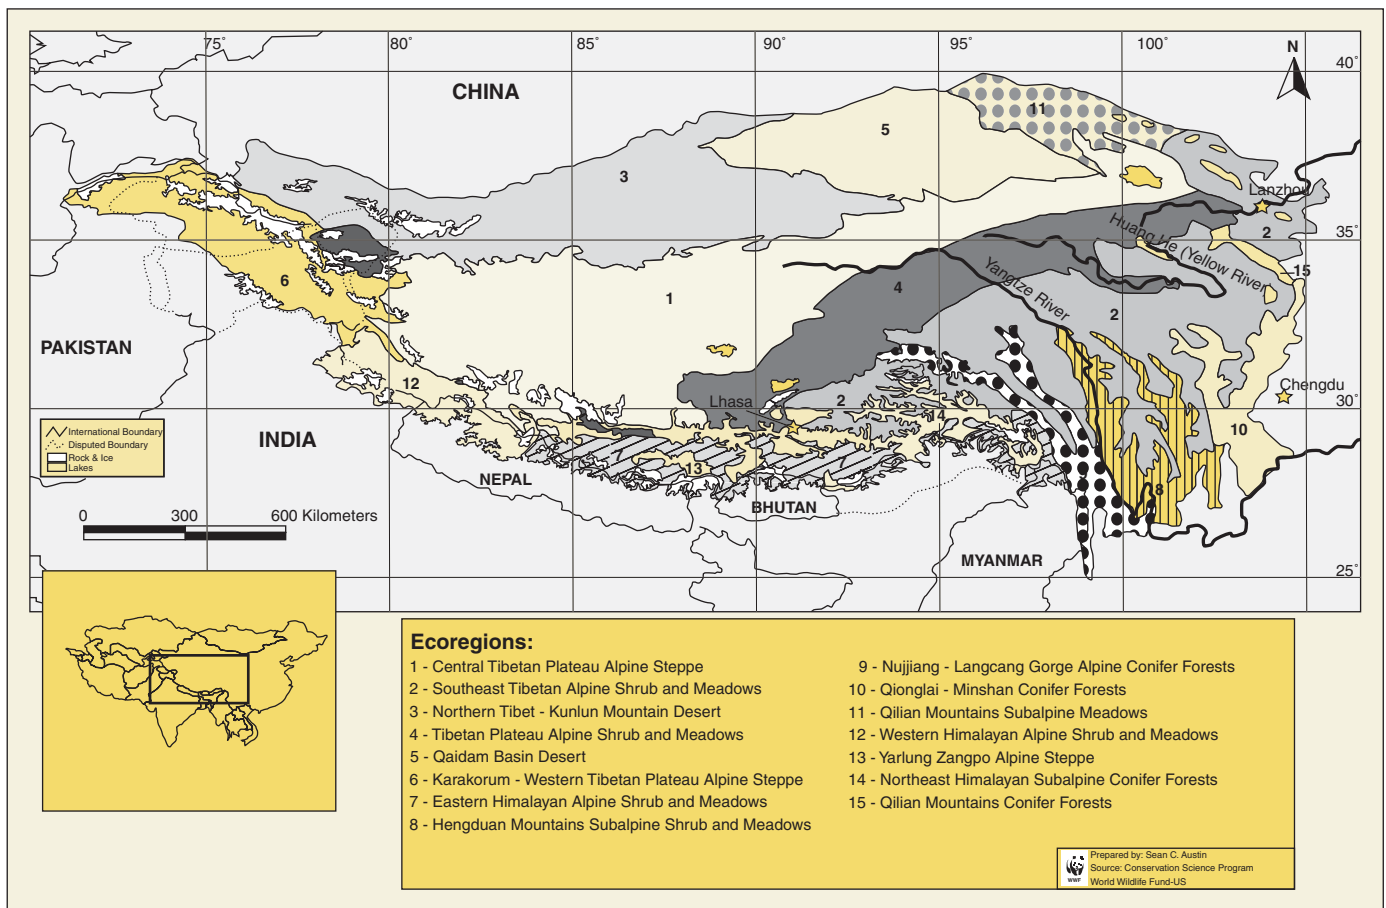 75°
80°
85°
90°
95°
100°
N
40°
CHINA
11
5
3
Lanzhou
Huang He (Yellow River)
2
35°
15
6
Yangtze River
4
1
2
PAKISTAN
12
Chengdu
Lhasa
2
30°
14
10
INDIA
International Boundary
Disputed Boundary
Rock & Ice
Lakes
13
NEPAL
8
BHUTAN
0 300 600 Kilometers
MYANMAR
25°
Ecoregions:
1 - Central Tibetan Plateau Alpine Steppe
2 - Southeast Tibetan Alpine Shrub and Meadows
3 - Northern Tibet - Kunlun Mountain Desert
4 - Tibetan Plateau Alpine Shrub and Meadows
5 - Qaidam Basin Desert
6 - Karakorum - Western Tibetan Plateau Alpine Steppe
7 - Eastern Himalayan Alpine Shrub and Meadows
8 - Hengduan Mountains Subalpine Shrub and Meadows
9 - Nujjiang - Langcang Gorge Alpine Conifer Forests
10 - Qionglai - Minshan Conifer Forests
11 - Qilian Mountains Subalpine Meadows
12 - Western Himalayan Alpine Shrub and Meadows
13 - Yarlung Zangpo Alpine Steppe
14 - Northeast Himalayan Subalpine Conifer Forests
15 - Qilian Mountains Conifer Forests
WWF
Prepared by: Sean C. Austin
Source: Conservation Science Program
World Wildlife Fund-US